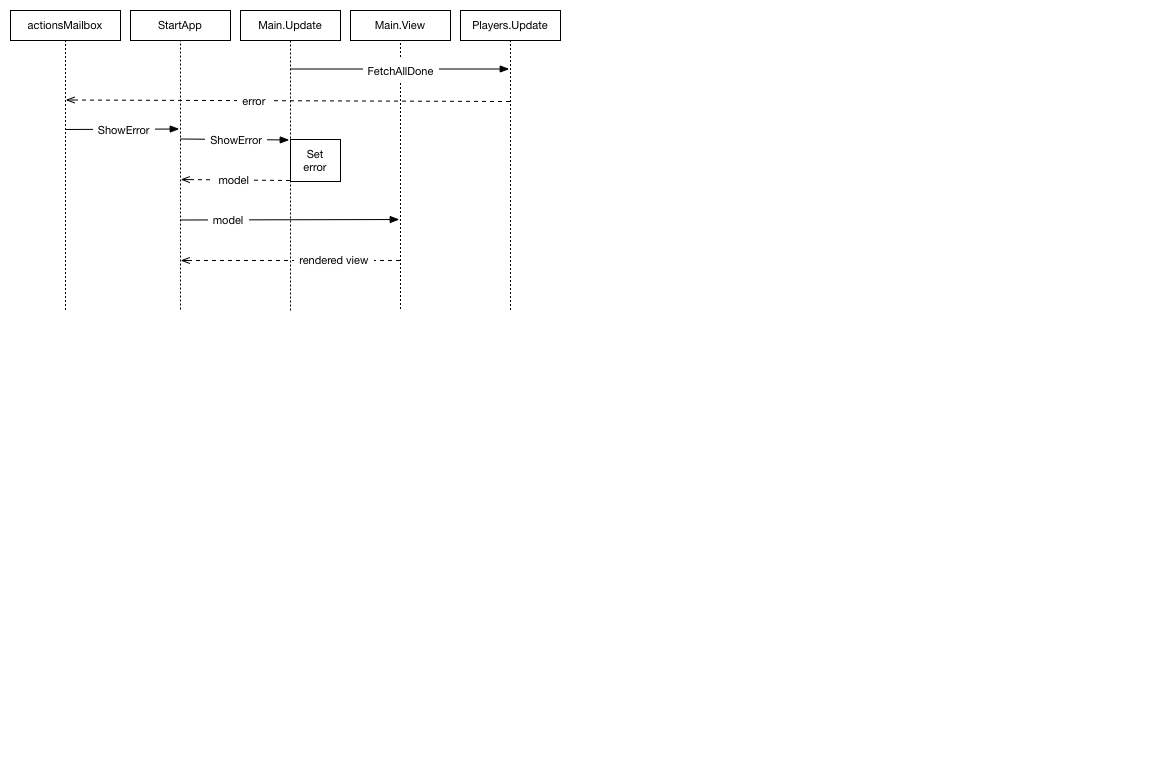 actionsMailbox
StartApp
Main.Update
Main.View
Players.Update
FetchAllDone
error
ShowError
ShowError
Set
error
model
model
rendered view